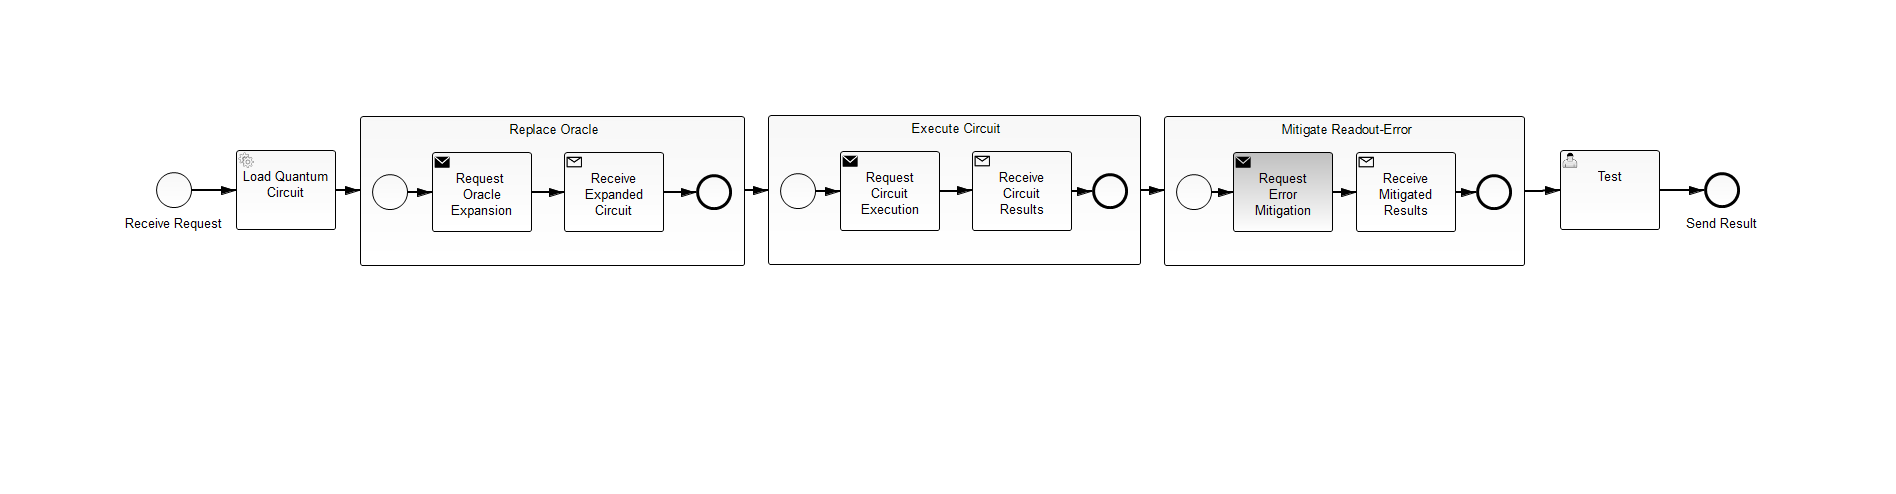 Receive Request
Load Quantum
Circuit
Replace Oracle
Request
Oracle
Expansion
Receive
Expanded
Circuit
Execute Circuit
Request
Circuit
Execution
Receive
Circuit
Results
Mitigate Readout-Error
Request
Error
Mitigation
Receive
Mitigated
Results
Test
Send Result